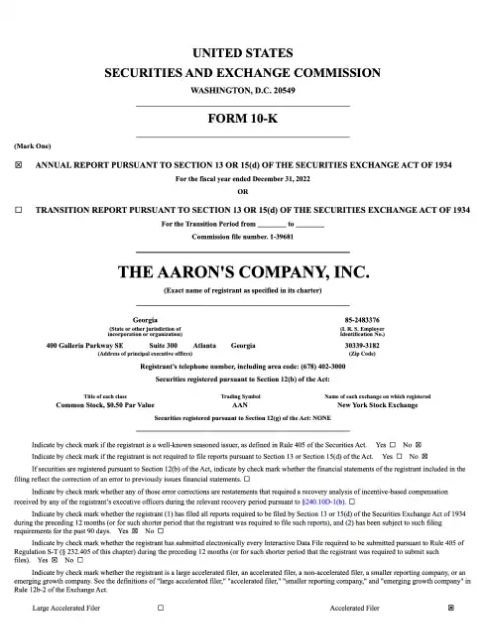 UNITED STATES
SECURITIES AND EXCHANGE COMMISSION
WASHINGTON, D.C. 20549
FORM 10-K
(Mark One)
☒ ANNUAL REPORT PURSUANT TO SECTION 13 OR 15(d) OF THE SECURITIES EXCHANGE ACT OF 1934
For the fiscal year ended December 31, 2022
OR
☐ TRANSITION REPORT PURSUANT TO SECTION 13 OR 15(d) OF THE SECURITIES EXCHANGE ACT OF 1934
For the Transition Period from ________ to ________
Commission file number. 1-39681
THE AARON'S COMPANY, INC.
(Exact name of registrant as specified in its charter)
Georgia 85-2483376
(State or other jurisdiction of (I. R. S. Employer
incorporation or organization) Identification No.)
400 Galleria Parkway SE Suite 300 Atlanta Georgia 30339-3182
(Address of principal executive offices) (Zip Code)
Registrant's telephone number, including area code: (678) 402-3000
Securities registered pursuant to Section 12(b) of the Act:
Title of each class Trading Symbol Name of each exchange on which registered
Common Stock, $0.50 Par Value AAN New York Stock Exchange
Securities registered pursuant to Section 12(g) of the Act: NONE
Indicate by check mark if the registrant is a well-known seasoned issuer, as defined in Rule 405 of the Securities Act. Yes ☐ No ☒
Indicate by check mark if the registrant is not required to file reports pursuant to Section 13 or Section 15(d) of the Act. Yes ☐ No ☒
If securities are registered pursuant to Section 12(b) of the Act, indicate by check mark whether the financial statements of the registrant included in the
filing reflect the correction of an error to previously issues financial statements. ☐
Indicate by check mark whether any of those error corrections are restatements that required a recovery analysis of incentive-based compensation
received by any of the registrant's executive officers during the relevant recovery period pursuant to §240.10D-1(b). ☐
Indicate by check mark whether the registrant (1) has filed all reports required to be filed by Section 13 or 15(d) of the Securities Exchange Act of 1934
during the preceding 12 months (or for such shorter period that the registrant was required to file such reports), and (2) has been subject to such filing
requirements for the past 90 days. Yes ☒ No ☐
Indicate by check mark whether the registrant has submitted electronically every Interactive Data File required to be submitted pursuant to Rule 405 of
Regulation S-T (§ 232.405 of this chapter) during the preceding 12 months (or for such shorter period that the registrant was required to submit such
files). Yes ☒ No ☐
Indicate by check mark whether the registrant is a large accelerated filer, an accelerated filer, a non-accelerated filer, a smaller reporting company, or an
emerging growth company. See the definitions of "large accelerated filer," "accelerated filer," "smaller reporting company," and "emerging growth company" in
Rule 12b-2 of the Exchange Act.
Large Accelerated Filer ☐ Accelerated Filer ☒